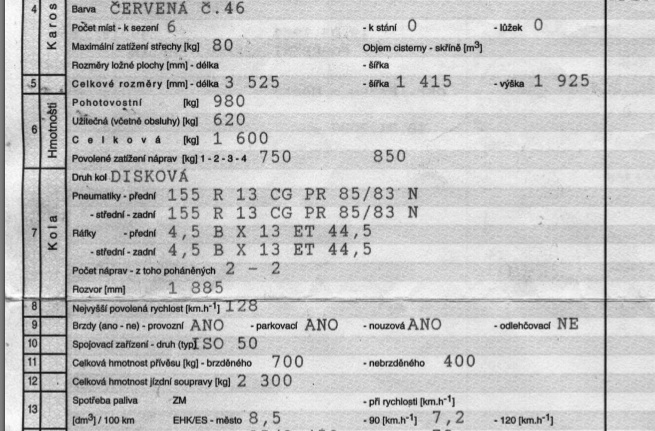 4 Karos Barva ČERVENÁ Č.46
Počet míst - k sezení 6 - k stání 0 - lůžek 0
Maximální zatížení střechy [kg] 80 Objem cisterny - skříně [m³]
Rozměry ložné plochy [mm] - délka - šířka
5 Celkové rozměry [mm] - délka 3 525 - šířka 1 415 - výška 1 925
6 Hmotnosti Pohotovostní [kg] 980
Užitečná (včetně obsluhy) [kg] 620
Celková [kg] 1 600
Povolené zatížení náprav [kg] 1 - 2 - 3 - 4 750 850
7 Kola Druh kol DISKOVÁ
Pneumatiky - přední 155 R 13 CG PR 85/83 N
- střední - zadní 155 R 13 CG PR 85/83 N
Ráfky - přední 4,5 B X 13 ET 44,5
- střední - zadní 4,5 B X 13 ET 44,5
Počet náprav - z toho poháněných 2 - 2
Rozvor [mm] 1 885
8 Nejvyšší povolená rychlost [km.h⁻¹] 128
9 Brzdy (ano - ne) - provozní ANO - parkovací ANO - nouzová ANO - odlehčovací NE
10 Spojovací zařízení - druh (typ) ISO 50
11 Celková hmotnost přívěsu [kg] - brzděného 700 - nebrzděného 400
12 Celková hmotnost jízdní soupravy [kg] 2 300
13 Spotřeba paliva ZM - při rychlosti [km.h⁻¹]
[dm³] / 100 km EHK/ES - město 8,5 - 90 [km.h⁻¹] 7,2 - 120 [km.h⁻¹]